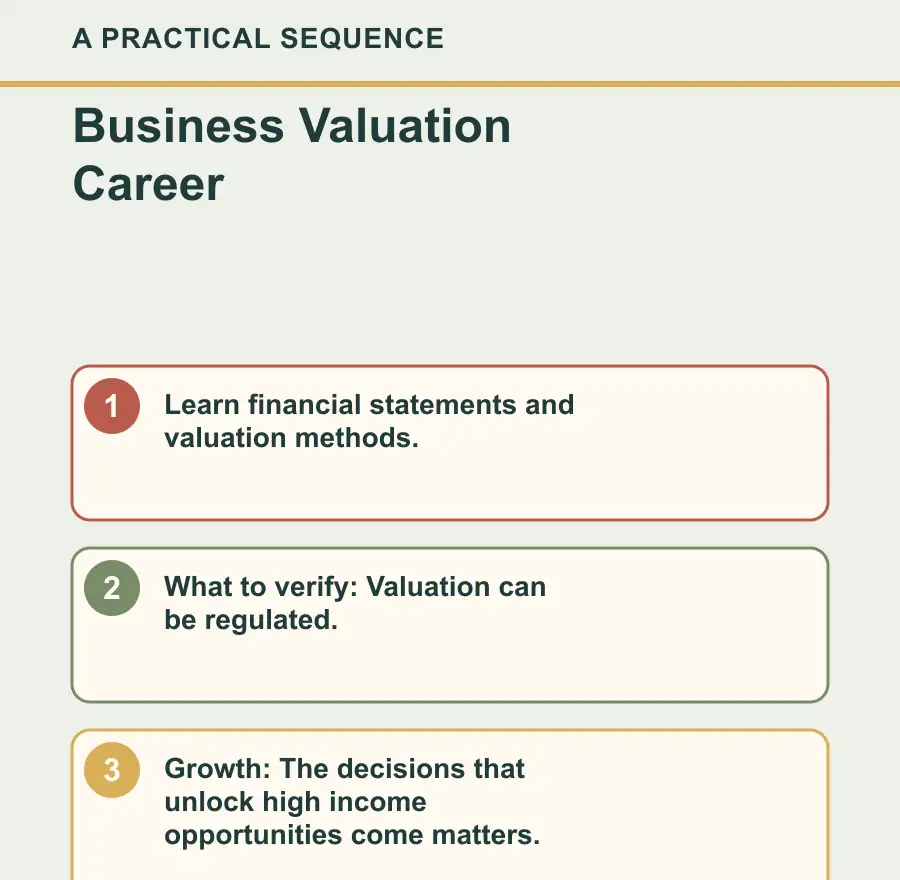 A PRACTICAL SEQUENCE
Business Valuation
Career
1
Learn financial statements and
valuation methods.
2
What to verify: Valuation can
be regulated.
3
Growth: The decisions that
unlock high income
opportunities come matters.